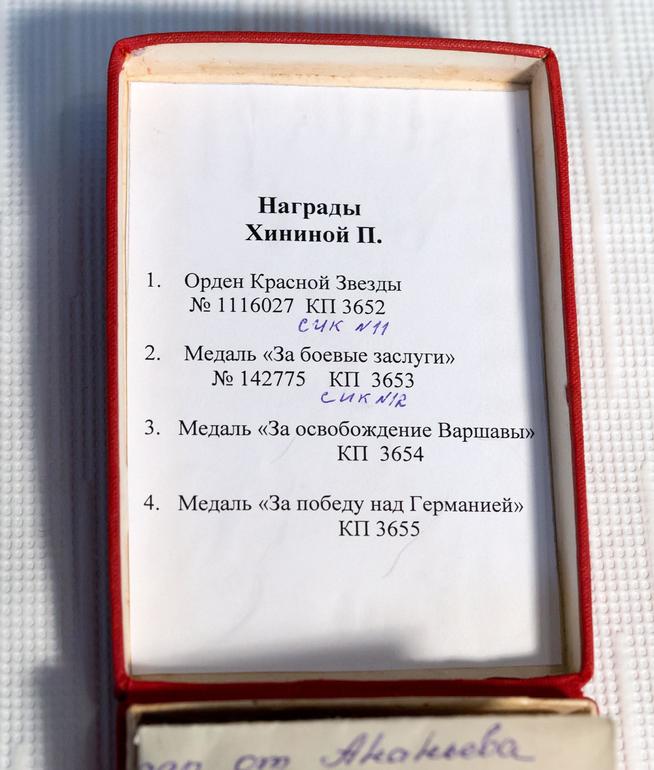 Награды
Хининой П.
1. Орден Красной Звезды
№ 1116027 КП 3652
СИК №11
2. Медаль «За боевые заслуги»
№ 142775 КП 3653
СИК №12
3. Медаль «За освобождение Варшавы»
КП 3654
4. Медаль «За победу над Германией»
КП 3655
от Ананьева